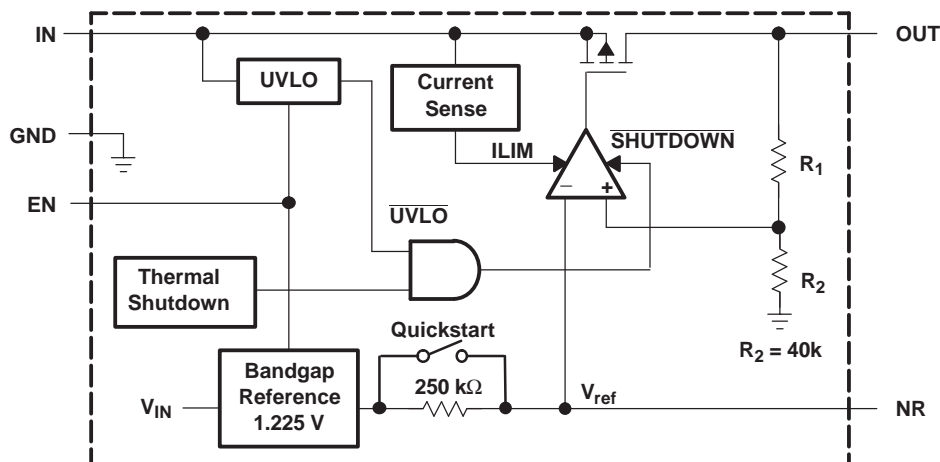 IN
OUT
UVLO
Current
Sense
GND
SHUTDOWN
ILIM
R1
− +
EN
UVLO
Thermal
Shutdown
R2
Quickstart
R2 = 40k
Bandgap
Reference
1.225 V
250 kΩ
VIN
Vref
NR